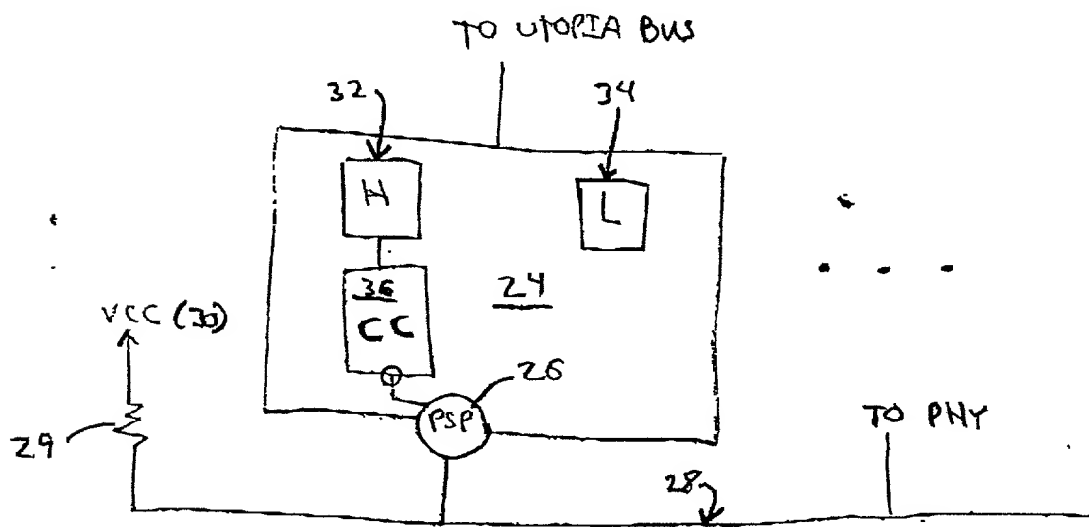 TO UTOPIA BUS
32
34
H
L
36
CC
24
VCC (30)
26
PSP
29
TO PHY
28